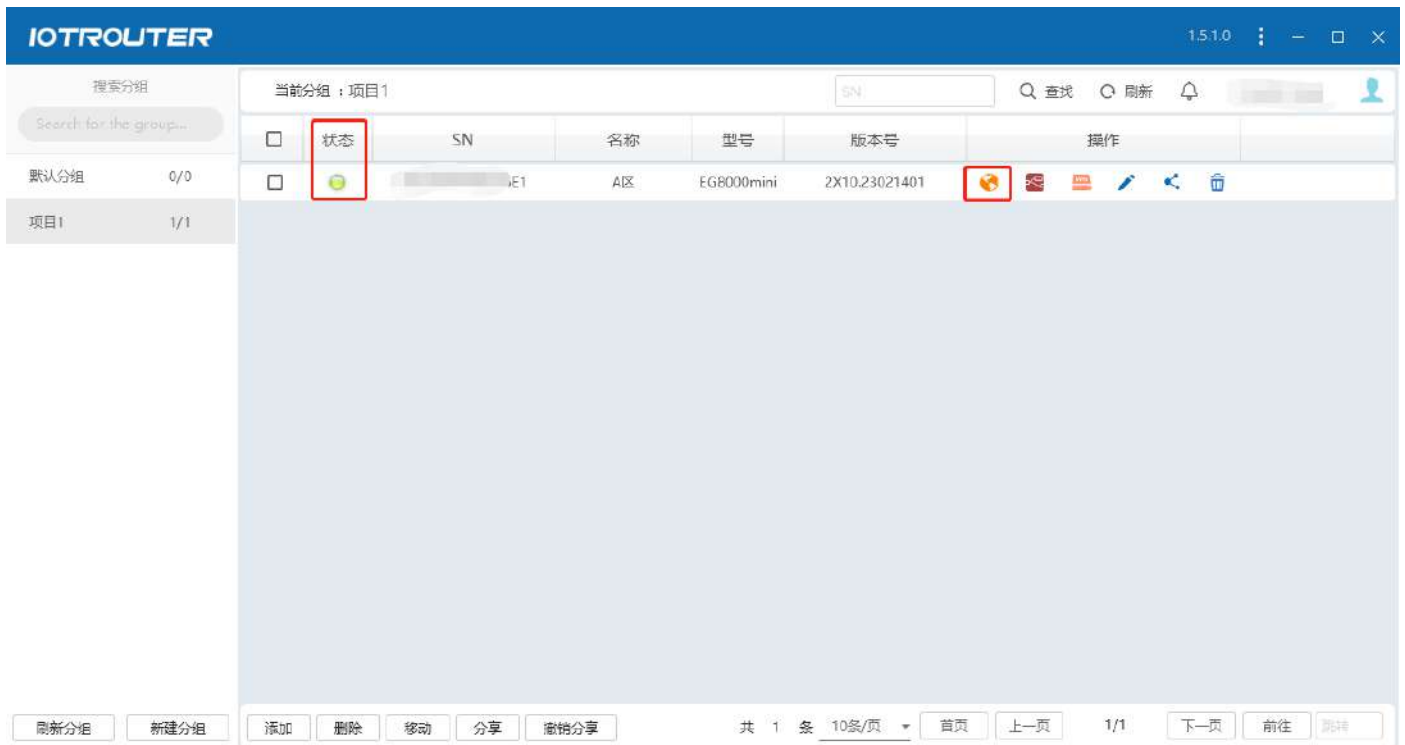 IOTROUTER
1.5.1.0
搜索分组
Search for the group...
默认分组 0/0
项目1 1/1
当前分组：项目1
SN
查找
刷新
状态 SN 名称 型号 版本号 操作
E1 A区 EG8000mini 2X10.23021401
刷新分组 新建分组 添加 删除 移动 分享 撤销分享 共 1 条 10条/页 首页 上一页 1/1 下一页 前往 跳转